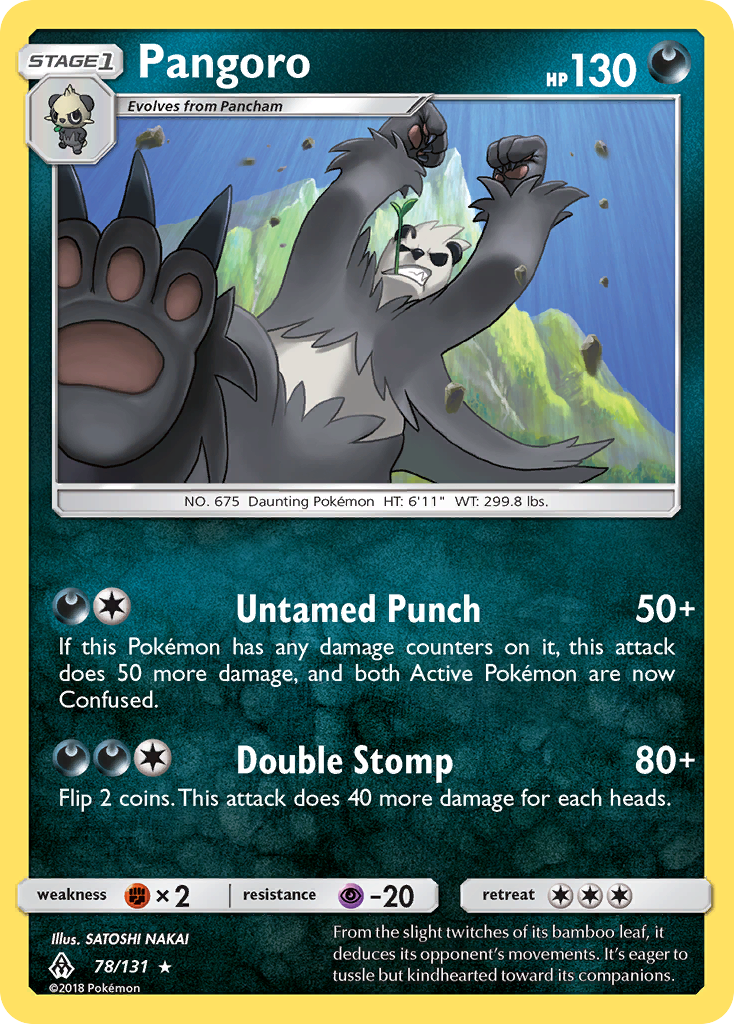 STAGE1
Pangoro
HP 130
Evolves from Pancham
NO. 675 Daunting Pokémon HT: 6'11" WT: 299.8 lbs.
Untamed Punch 50+
If this Pokémon has any damage counters on it, this attack
does 50 more damage, and both Active Pokémon are now
Confused.
Double Stomp 80+
Flip 2 coins. This attack does 40 more damage for each heads.
weakness ×2 resistance -20 retreat
Illus. SATOSHI NAKAI
78/131 ★
©2018 Pokémon
From the slight twitches of its bamboo leaf, it
deduces its opponent's movements. It's eager to
tussle but kindhearted toward its companions.